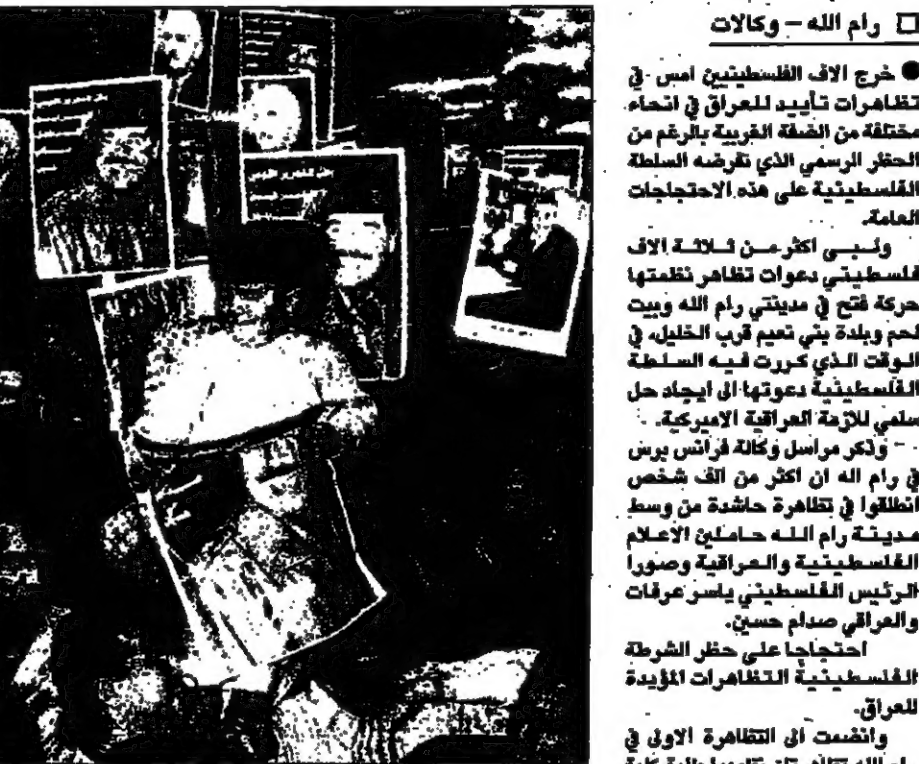 رام الله – وكالات
● خرج الاف الفلسطينيين امس في
تظاهرات تأييد للعراق في انحاء
مختلفة من الضفة الغربية بالرغم من
الحظر الرسمي الذي تفرضه السلطة
الفلسطينية على هذه الاحتجاجات
العامة.
ولبـى اكثر من ثلاثة الاف
فلسطيني دعوات تظاهر نظمتها
حركة فتح في مدينتي رام الله وبيت
لحم وبلدة بني نعيم قرب الخليل، في
الوقت الذي كررت فيه السلطة
الفلسطينية دعوتها الى ايجاد حل
سلمي للازمة العراقية الاميركية.
وذكر مراسل وكالة فرانس برس
في رام اله ان اكثر من الف شخص
انطلقوا في تظاهرة حاشدة من وسط
مدينة رام الله حاملين الاعلام
الفلسطينية والعراقية وصورا
الرئيس الفلسطيني ياسر عرفات
والعراقي صدام حسين.
احتجاجا على حظر الشرطة
الفلسطينية التظاهرات المؤيدة
للعراق.
وانضمت الى التظاهرة الاولى في